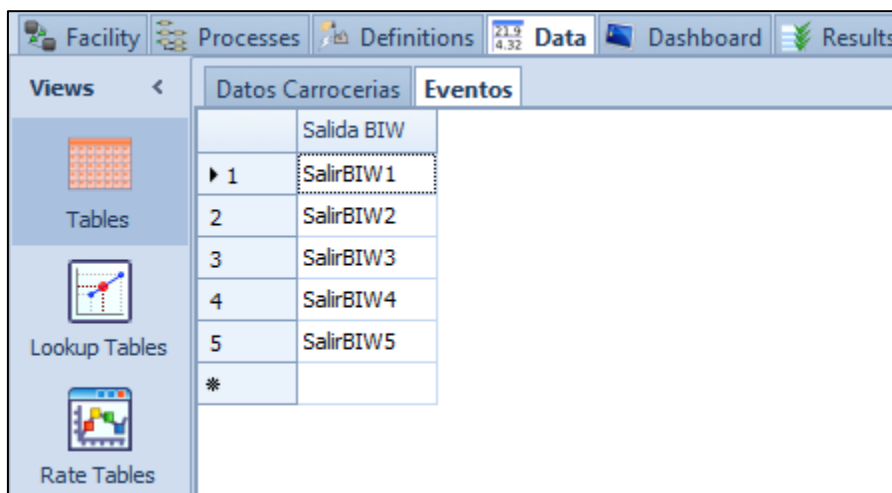 Facility Processes Definitions 21.9 4.32 Data Dashboard Results
Views <
Datos Carrocerias Eventos
Salida BIW
1 SalirBIW1
2 SalirBIW2
3 SalirBIW3
4 SalirBIW4
5 SalirBIW5
*
Tables
Lookup Tables
Rate Tables